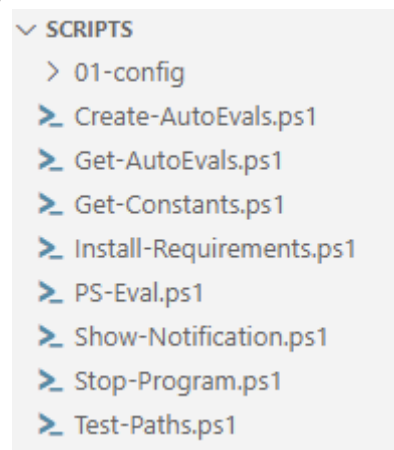 SCRIPTS
01-config
Create-AutoEvals.ps1
Get-AutoEvals.ps1
Get-Constants.ps1
Install-Requirements.ps1
PS-Eval.ps1
Show-Notification.ps1
Stop-Program.ps1
Test-Paths.ps1